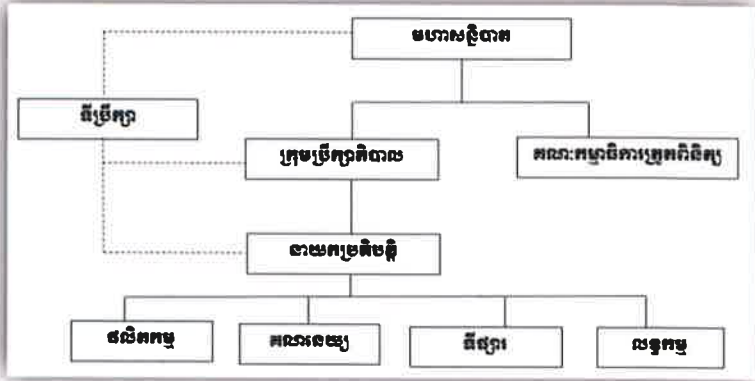 មហាសន្និបាត
ទីប្រឹក្សា
ក្រុមប្រឹក្សាភិបាល
គណៈកម្មាធិការត្រួតពិនិត្យ
នាយកប្រតិបត្តិ
ផលិតកម្ម
គណនេយ្យ
ទីផ្សារ
លទ្ធកម្ម